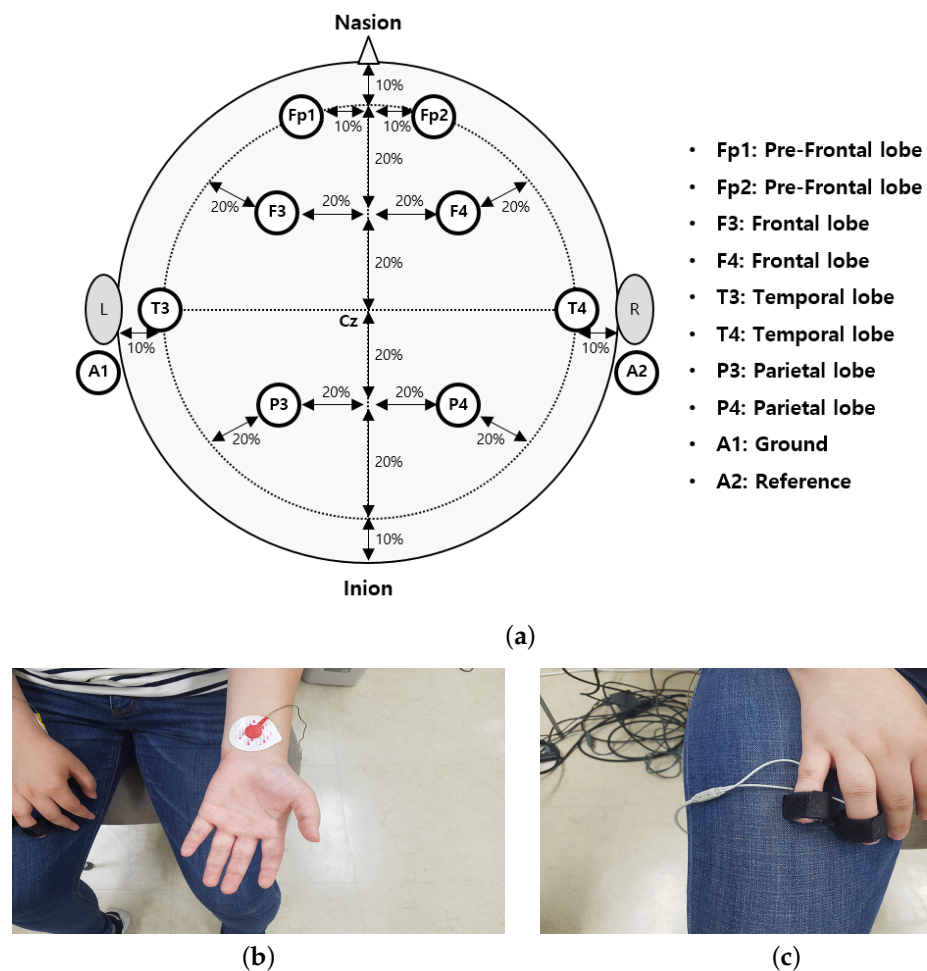 (a)
Nasion
10%
Fp1
Fp2
10%
10%
20%
20%
F3
20%
20%
F4
20%
20%
L
T3
Cz
T4
R
10%
10%
A1
20%
A2
P3
20%
20%
P4
20%
20%
20%
10%
Inion
• Fp1: Pre-Frontal lobe
• Fp2: Pre-Frontal lobe
• F3: Frontal lobe
• F4: Frontal lobe
• T3: Temporal lobe
• T4: Temporal lobe
• P3: Parietal lobe
• P4: Parietal lobe
• A1: Ground
• A2: Reference
(b)
(c)